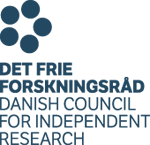 DET FRIE
FORSKNINGSRÅD
DANISH COUNCIL
FOR INDEPENDENT
RESEARCH